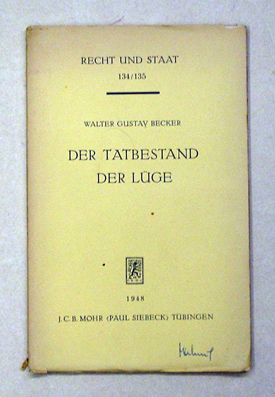 RECHT UND STAAT
134/135
WALTER GUSTAV BECKER
DER TATBESTAND
DER LÜGE
1948
J.C.B. MOHR (PAUL SIEBECK) TÜBINGEN